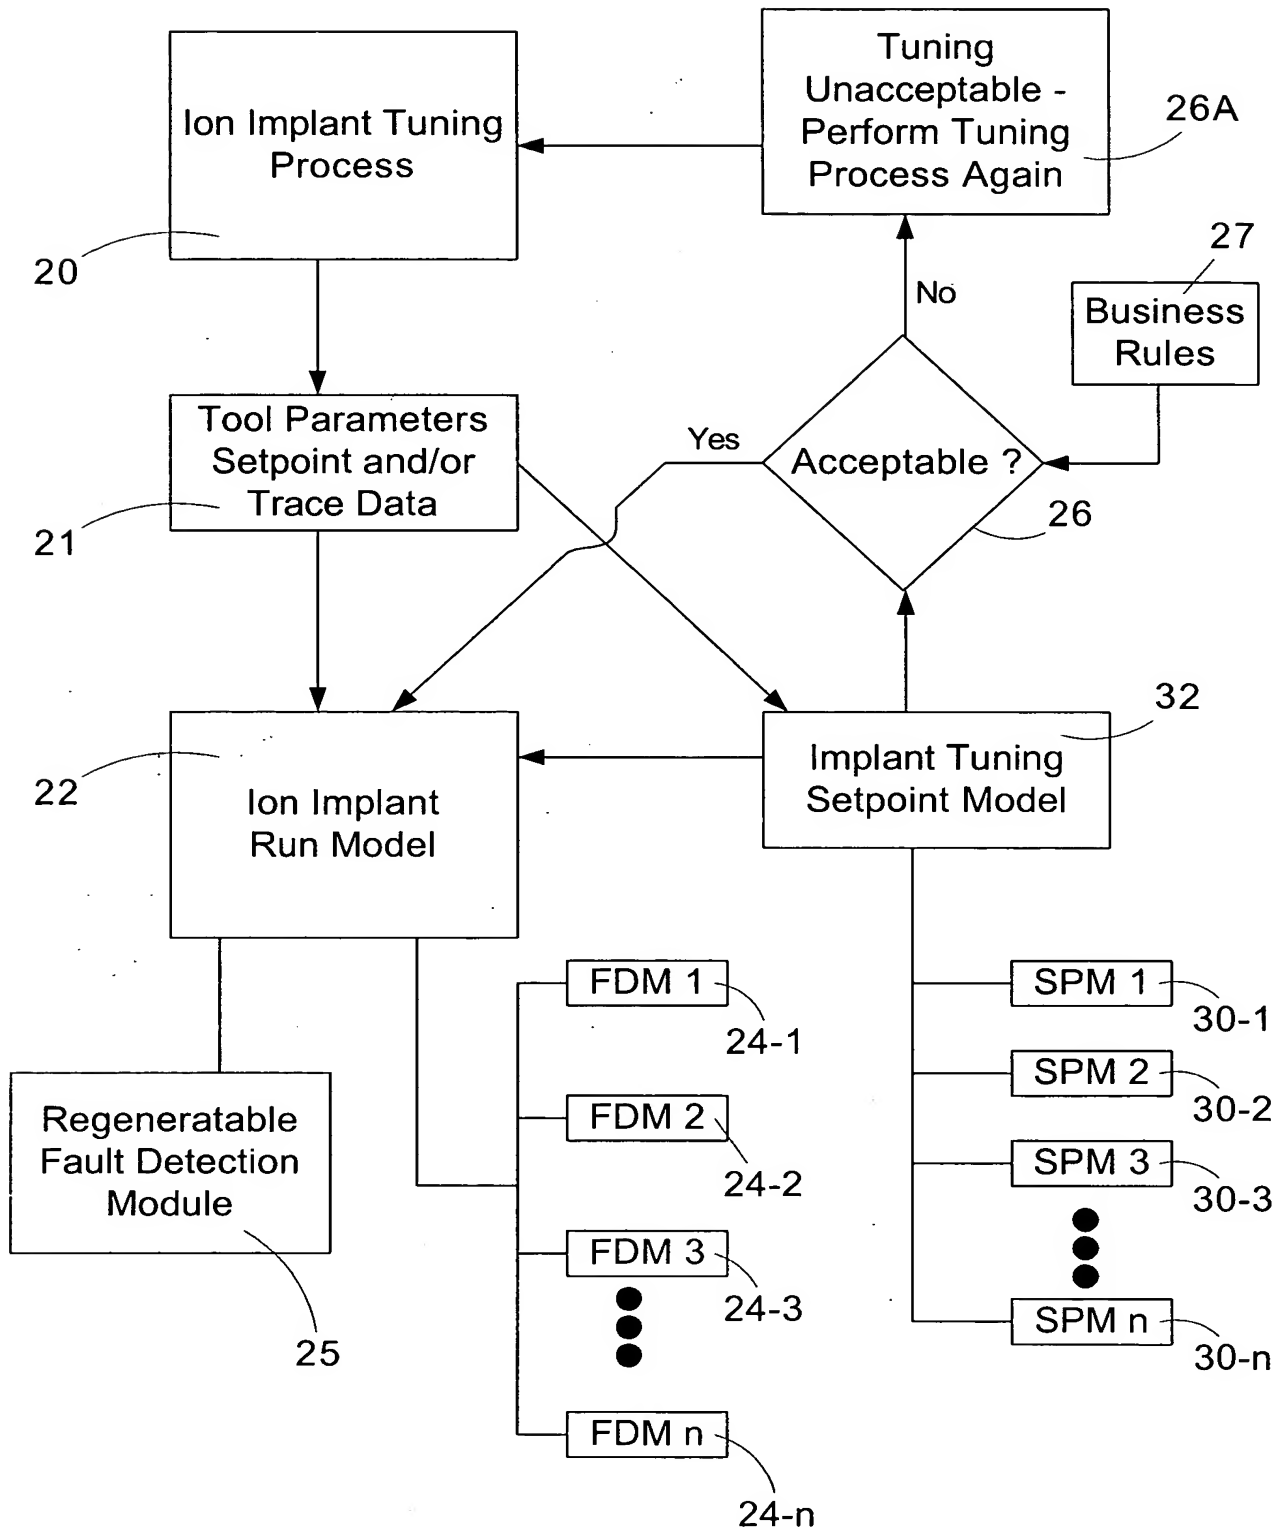 Ion Implant Tuning
Process
20
Tuning
Unacceptable -
Perform Tuning
Process Again
26A
No
27
Business
Rules
Tool Parameters
Setpoint and/or
Trace Data
21
Yes
Acceptable ?
26
22
Ion Implant
Run Model
32
Implant Tuning
Setpoint Model
Regeneratable
Fault Detection
Module
25
FDM 1
24-1
FDM 2
24-2
FDM 3
24-3
FDM n
24-n
SPM 1
30-1
SPM 2
30-2
SPM 3
30-3
SPM n
30-n